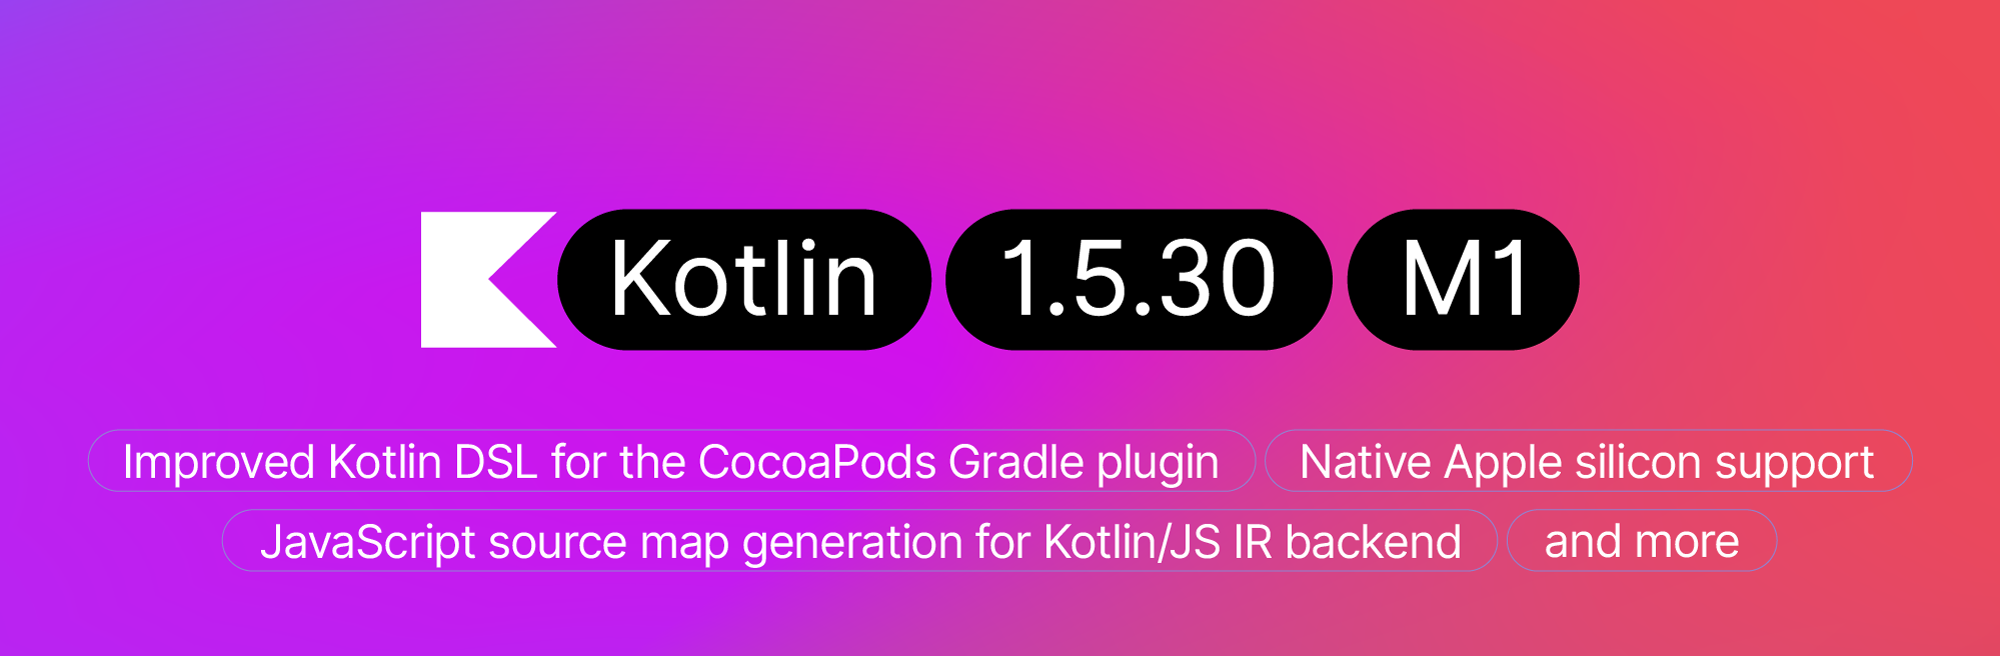 Kotlin 1.5.30 M1
Improved Kotlin DSL for the CocoaPods Gradle plugin Native Apple silicon support
JavaScript source map generation for Kotlin/JS IR backend and more